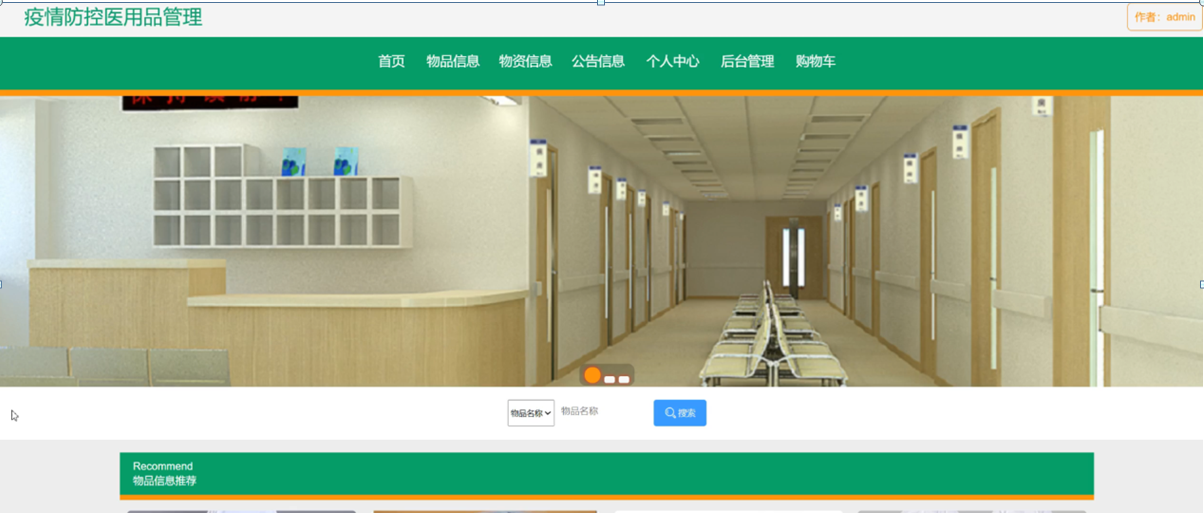 疫情防控医用品管理
作者：admin
首页 物品信息 物资信息 公告信息 个人中心 后台管理 购物车
物品名称 物品名称 搜索
Recommend
物品信息推荐